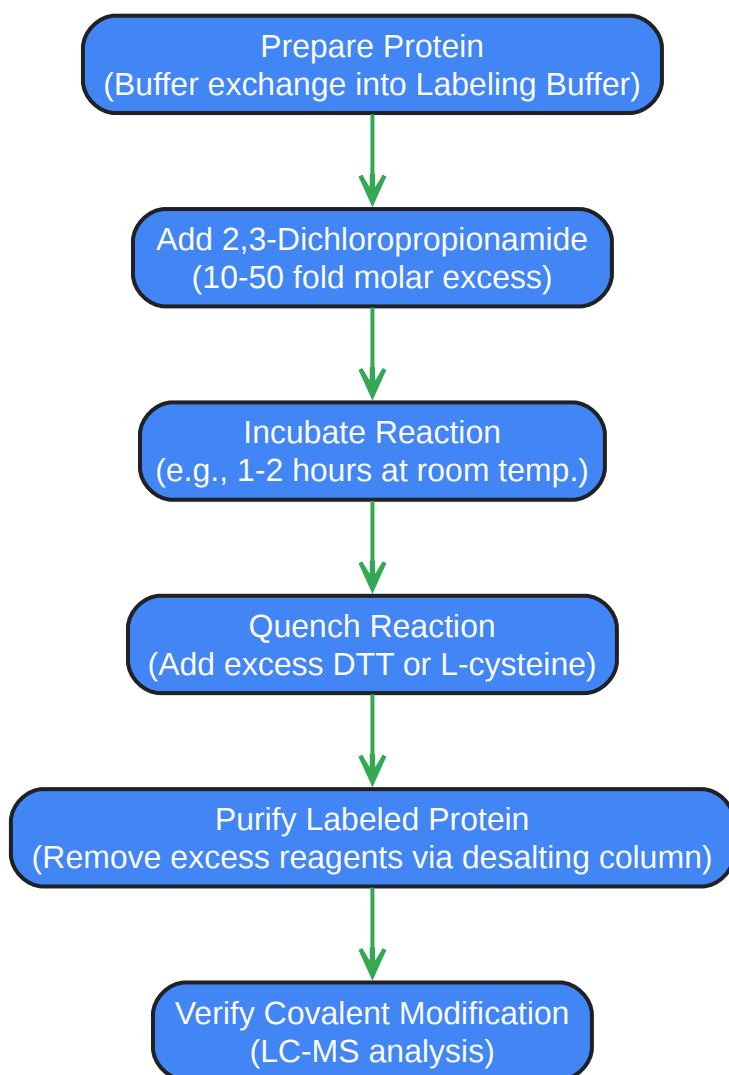 Prepare Protein
(Buffer exchange into Labeling Buffer)
Add 2,3-Dichloropropionamide
(10-50 fold molar excess)
Incubate Reaction
(e.g., 1-2 hours at room temp.)
Quench Reaction
(Add excess DTT or L-cysteine)
Purify Labeled Protein
(Remove excess reagents via desalting column)
Verify Covalent Modification
(LC-MS analysis)